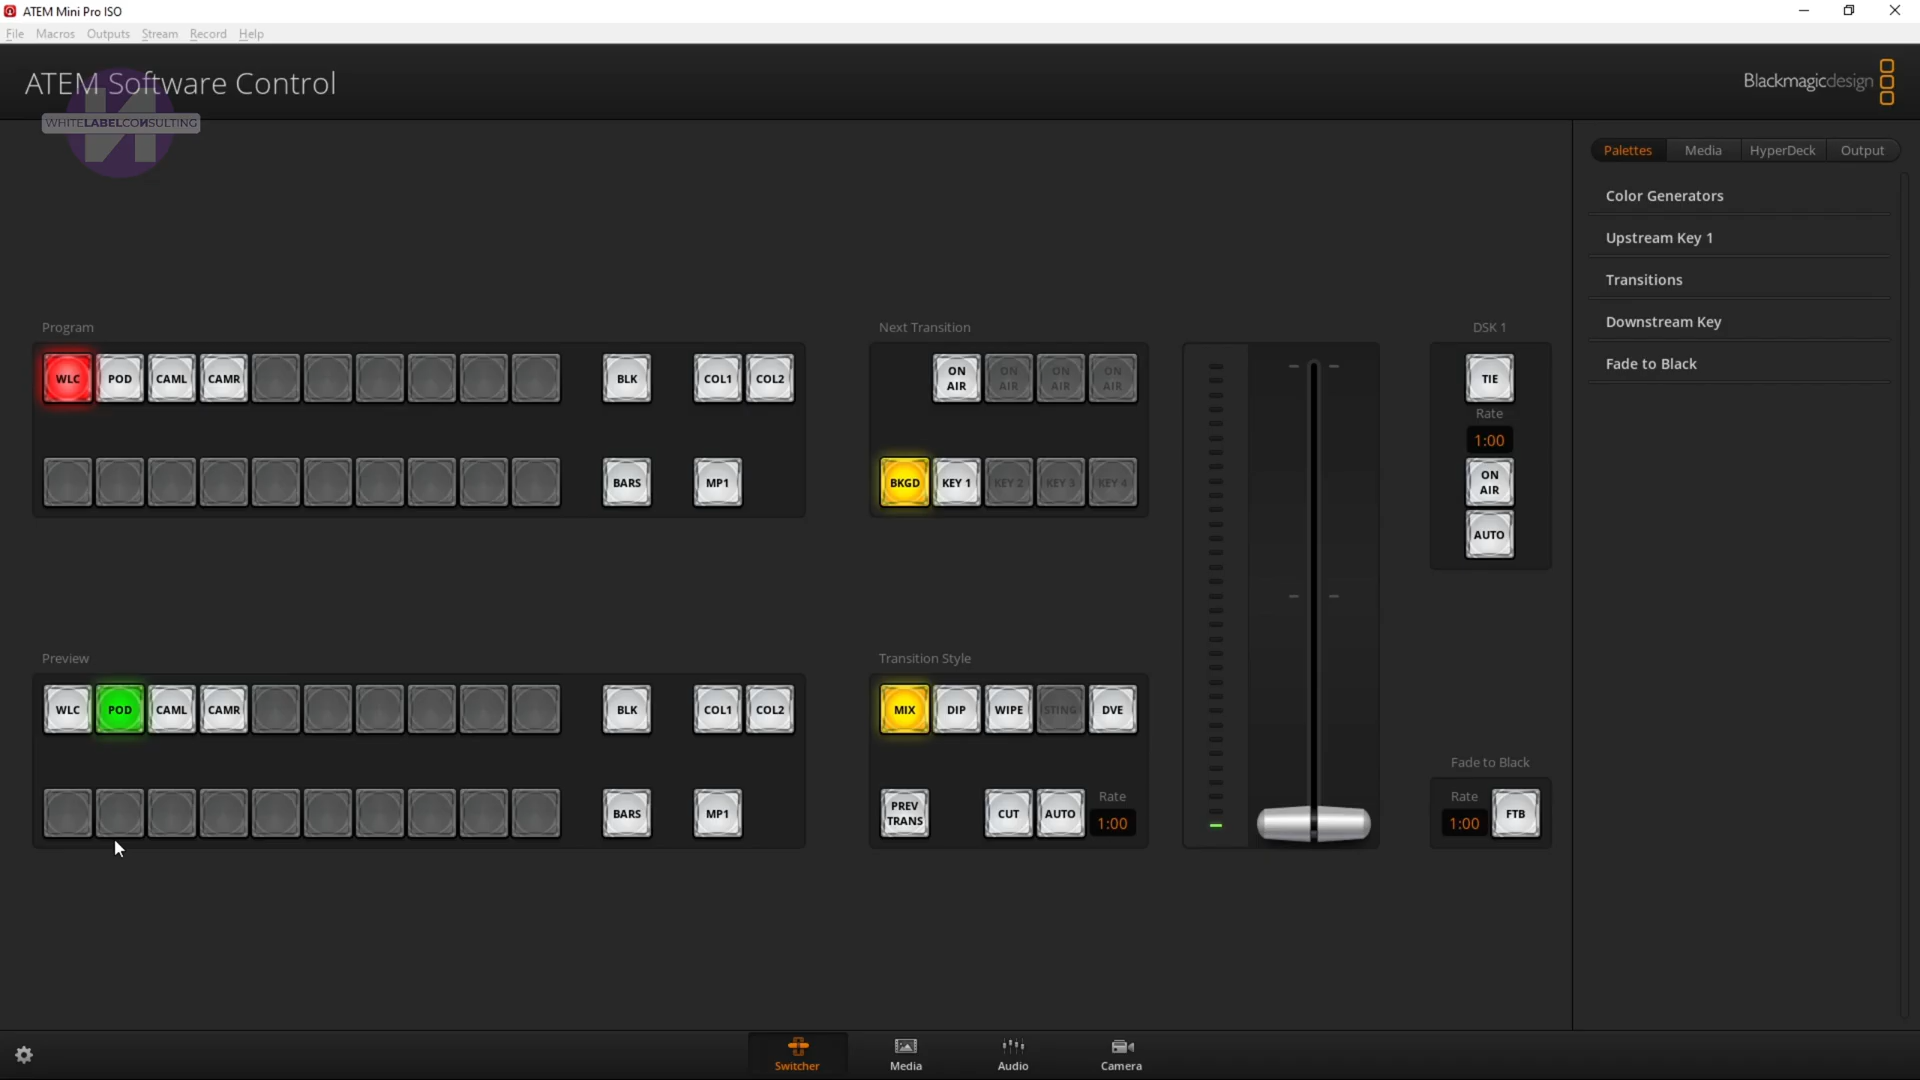 ATEM Mini Pro ISO
File Macros Outputs Stream Record Help
ATEM Software Control
Blackmagicdesign
WHITELABELCOИSULTING
Palettes Media HyperDeck Output
Color Generators
Upstream Key 1
Transitions
Downstream Key
Fade to Black
Program
WLC POD CAML CAMR BLK COL1 COL2
BARS MP1
Next Transition
ON AIR ON AIR ON AIR ON AIR
BKGD KEY 1 KEY 2 KEY 3 KEY 4
DSK 1
TIE
Rate
1:00
ON AIR
AUTO
Preview
WLC POD CAML CAMR BLK COL1 COL2
BARS MP1
Transition Style
MIX DIP WIPE STING DVE
PREV TRANS CUT AUTO Rate 1:00
Fade to Black
Rate 1:00 FTB
Switcher Media Audio Camera